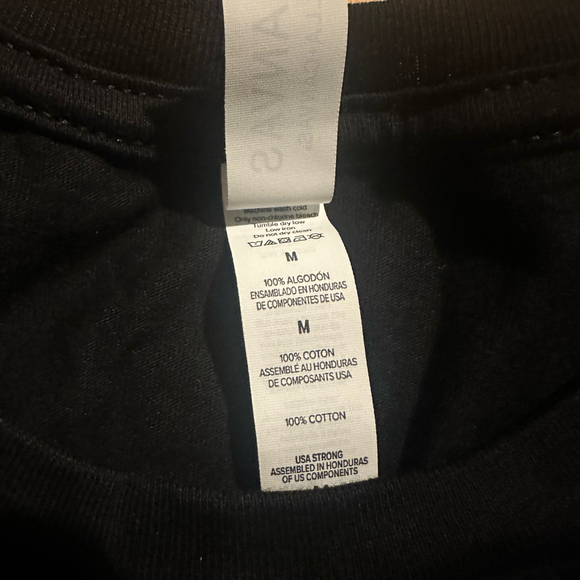 Machine wash cold
Only non-chlorine bleach
Tumble dry low
Low iron
Do not dry clean
M
100% ALGODÓN
ENSAMBLADO EN HONDURAS
DE COMPONENTES DE USA
M
100% COTON
ASSEMBLÉ AU HONDURAS
DE COMPOSANTS USA
100% COTTON
USA STRONG
ASSEMBLED IN HONDURAS
OF US COMPONENTS